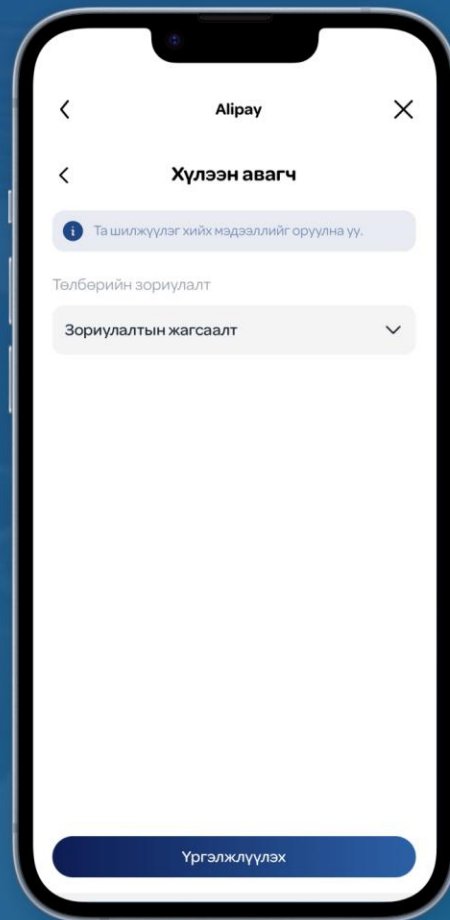 Alipay
Хүлээн авагч
Та шилжүүлэг хийх мэдээллийг оруулна уу.
Төлбөрийн зориулалт
Зориулалтын жагсаалт
Үргэлжлүүлэх